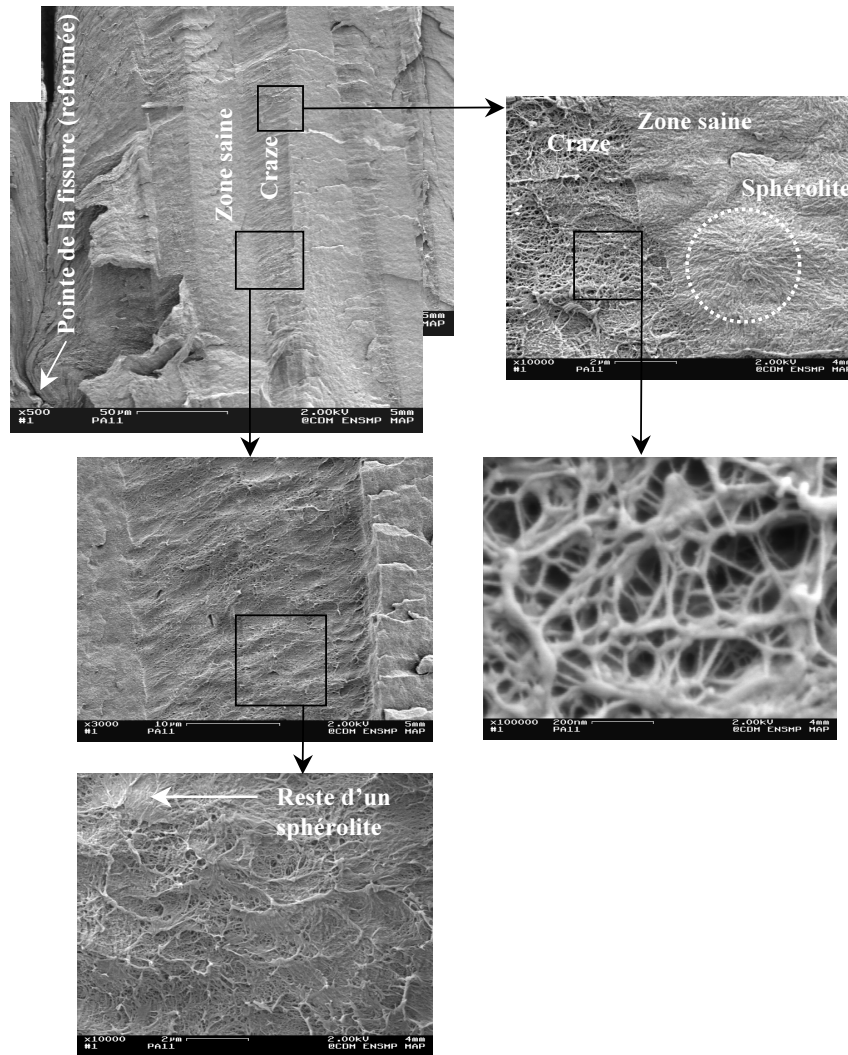 Pointe de la fissure (refermée)
Zone saine
Craze
5mm
MAP
x500 50µm 2.00kV 5mm
#1 PA11 @CDM ENSMP MAP
Zone saine
Craze
Sphérolite
x10000 2µm 2.00kV 4mm
#1 PA11 @CDM ENSMP MAP
x3000 10µm 2.00kV 5mm
#1 PA11 @CDM ENSMP MAP
x100000 200nm 2.00kV 4mm
#1 PA11 @CDM ENSMP MAP
Reste d'un
sphérolite
x10000 2µm 2.00kV 4mm
#1 PA11 @CDM ENSMP MAP